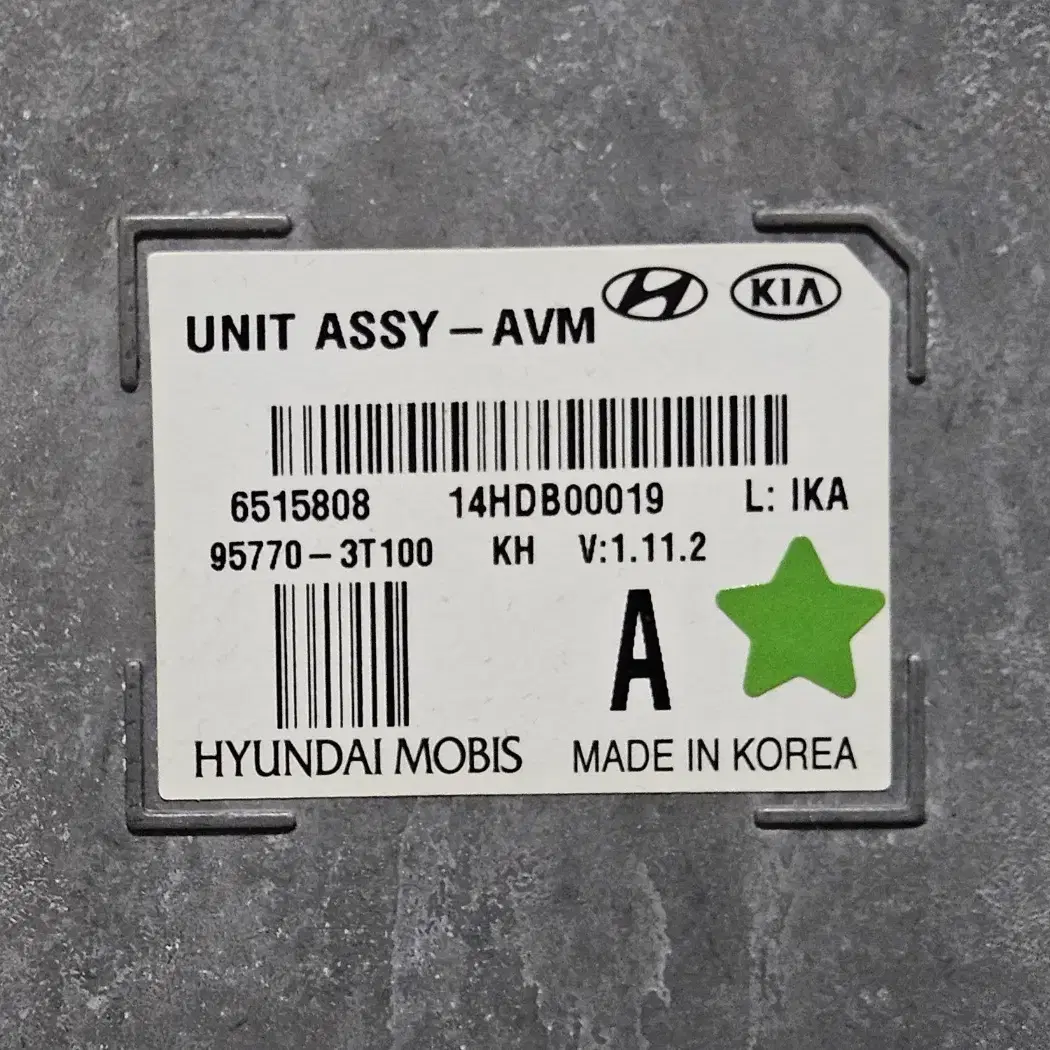 UNIT ASSY-AVM KIA
6515808 14HDB00019 L: IKA
95770-3T100 KH V:1.11.2
A
HYUNDAI MOBIS MADE IN KOREA